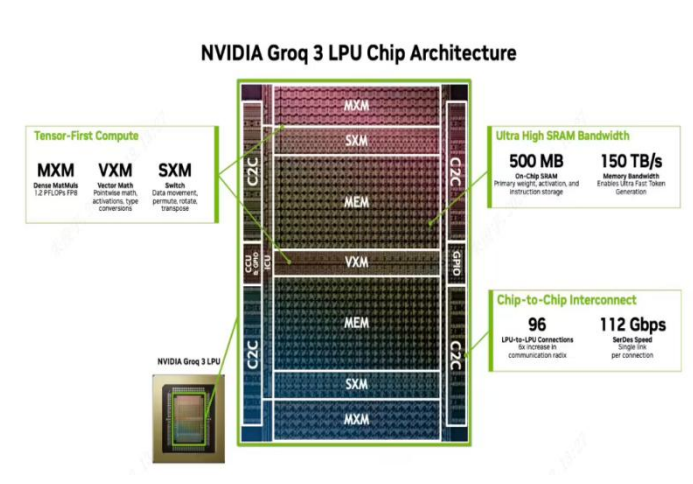 NVIDIA Groq 3 LPU Chip Architecture
Tensor-First Compute
MXM
Dense MatMuls
1.2 PFLOPs FP8
VXM
Vector Math
Pointwise math,
activations, type
conversions
SXM
Switch
Data movement,
permute, rotate,
transpose
MXM
SXM
MEM
VXM
MEM
SXM
MXM
C2C
CCU
& GPIO
ICU
C2C
C2C
GPIO
C2C
Ultra High SRAM Bandwidth
500 MB
On-Chip SRAM
Primary weight, activation, and
instruction storage
150 TB/s
Memory Bandwidth
Enables Ultra Fast Token
Generation
Chip-to-Chip Interconnect
96
LPU-to-LPU Connections
6x increase in
communication radix
112 Gbps
SerDes Speed
Single link
per connection
NVIDIA Groq 3 LPU